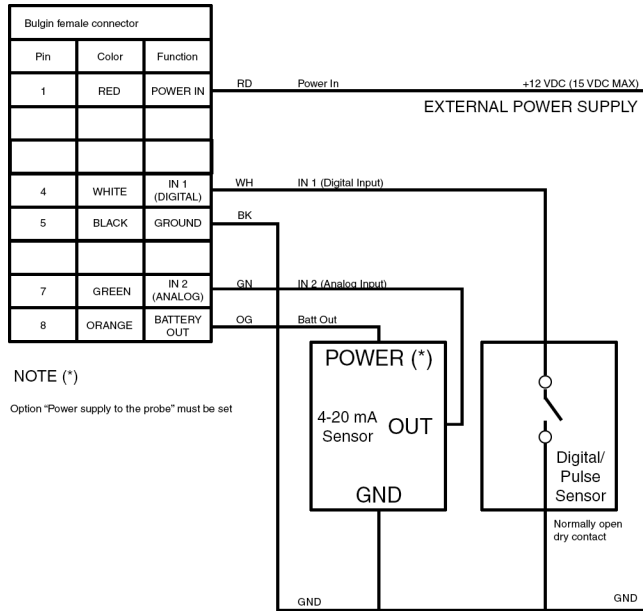 Bulgin female connector
Pin Color Function
1 RED POWER IN
RD Power In +12 VDC (15 VDC MAX)
EXTERNAL POWER SUPPLY
4 WHITE IN 1
(DIGITAL)
WH IN 1 (Digital Input)
5 BLACK GROUND
BK
7 GREEN IN 2
(ANALOG)
GN IN 2 (Analog Input)
8 ORANGE BATTERY
OUT
OG Batt Out
NOTE (*)
Option "Power supply to the probe" must be set
POWER (*)
4-20 mA
Sensor
OUT
GND
Digital/
Pulse
Sensor
Normally open
dry contact
GND
GND